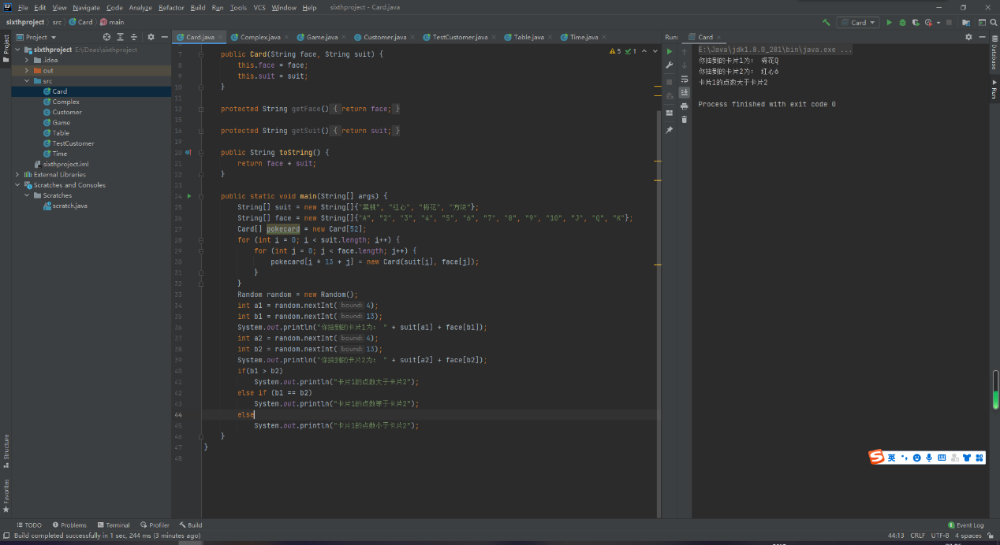 File Edit View Navigate Code Analyze Refactor Build Run Tools VCS Window Help sixthproject - Card.java
sixthproject src Card main
Card
Project
Card.java Complex.java Game.java Customer.java TestCustomer.java Table.java Time.java
Run: Card
sixthproject E:\iDeas\sixthproject
.idea
out
src
Card
Complex
Customer
Game
Table
TestCustomer
Time
sixthproject.iml
External Libraries
Scratches and Consoles
Scratches
scratch.java
5 1
7 public Card(String face, String suit) {
8 this.face = face;
9 this.suit = suit;
10 }
11
12 protected String getFace() { return face; }
15
16 protected String getSuit() { return suit; }
19
20 public String toString() {
21 return face + suit;
22 }
23
24 public static void main(String[] args) {
25 String[] suit = new String[]{"黑桃", "红心", "梅花", "方块"};
26 String[] face = new String[]{"A", "2", "3", "4", "5", "6", "7", "8", "9", "10", "J", "Q", "K"};
27 Card[] pokecard = new Card[52];
28 for (int i = 0; i < suit.length; i++) {
29 for (int j = 0; j < face.length; j++) {
30 pokecard[i * 13 + j] = new Card(suit[i], face[j]);
31 }
32 }
33 Random random = new Random();
34 int a1 = random.nextInt( bound: 4);
35 int b1 = random.nextInt( bound: 13);
36 System.out.println("你抽到的卡片1为: " + suit[a1] + face[b1]);
37 int a2 = random.nextInt( bound: 4);
38 int b2 = random.nextInt( bound: 13);
39 System.out.println("你抽到的卡片2为: " + suit[a2] + face[b2]);
40 if(b1 > b2)
41 System.out.println("卡片1的点数大于卡片2");
42 else if (b1 == b2)
43 System.out.println("卡片1的点数等于卡片2");
44 else
45 System.out.println("卡片1的点数小于卡片2");
46 }
47 }
48
E:\Java\jdk1.8.0_281\bin\java.exe ...
你抽到的卡片1为: 梅花Q
你抽到的卡片2为: 红心6
卡片1的点数大于卡片2
Process finished with exit code 0
Project
Structure
Favorites
Database
Run
英
TODO Problems Terminal Profiler Build
1 Event Log
Build completed successfully in 1 sec, 244 ms (3 minutes ago)
44:13 CRLF UTF-8 4 spaces